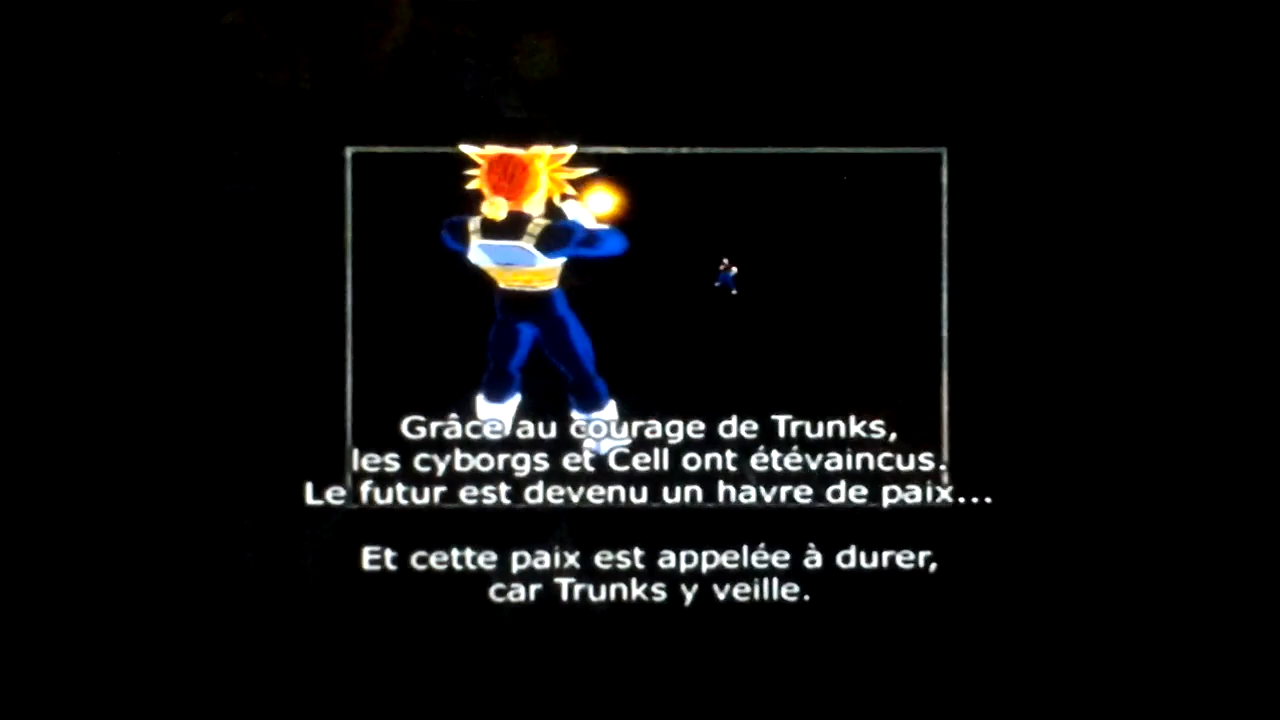 Grâce au courage de Trunks,
les cyborgs et Cell ont étévaincus.
Le futur est devenu un havre de paix...
Et cette paix est appelée à durer,
car Trunks y veille.